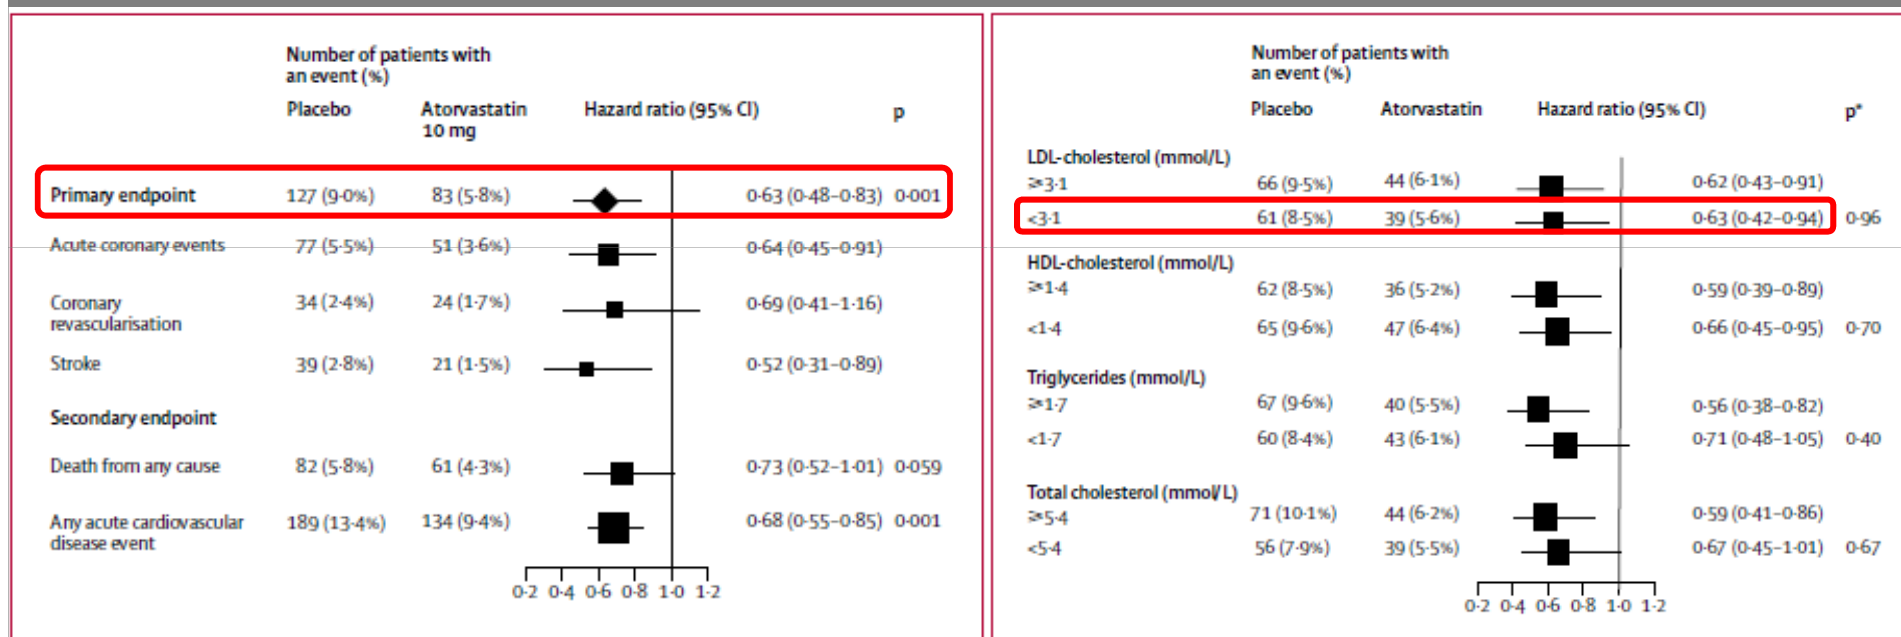 Number of patients with
an event (%)
Placebo Atorvastatin Hazard ratio (95% CI) p
10 mg
Primary endpoint 127 (9·0%) 83 (5·8%) 0·63 (0·48–0·83) 0·001
Acute coronary events 77 (5·5%) 51 (3·6%) 0·64 (0·45–0·91)
Coronary 34 (2·4%) 24 (1·7%) 0·69 (0·41–1·16)
revascularisation
Stroke 39 (2·8%) 21 (1·5%) 0·52 (0·31–0·89)
Secondary endpoint
Death from any cause 82 (5·8%) 61 (4·3%) 0·73 (0·52–1·01) 0·059
Any acute cardiovascular 189 (13·4%) 134 (9·4%) 0·68 (0·55–0·85) 0·001
disease event
0·2 0·4 0·6 0·8 1·0 1·2
Number of patients with
an event (%)
Placebo Atorvastatin Hazard ratio (95% CI) p*
LDL-cholesterol (mmol/L)
≥3·1 66 (9·5%) 44 (6·1%) 0·62 (0·43–0·91)
<3·1 61 (8·5%) 39 (5·6%) 0·63 (0·42–0·94) 0·96
HDL-cholesterol (mmol/L)
≥1·4 62 (8·5%) 36 (5·2%) 0·59 (0·39–0·89)
<1·4 65 (9·6%) 47 (6·4%) 0·66 (0·45–0·95) 0·70
Triglycerides (mmol/L)
≥1·7 67 (9·6%) 40 (5·5%) 0·56 (0·38–0·82)
<1·7 60 (8·4%) 43 (6·1%) 0·71 (0·48–1·05) 0·40
Total cholesterol (mmol/L)
≥5·4 71 (10·1%) 44 (6·2%) 0·59 (0·41–0·86)
<5·4 56 (7·9%) 39 (5·5%) 0·67 (0·45–1·01) 0·67
0·2 0·4 0·6 0·8 1·0 1·2